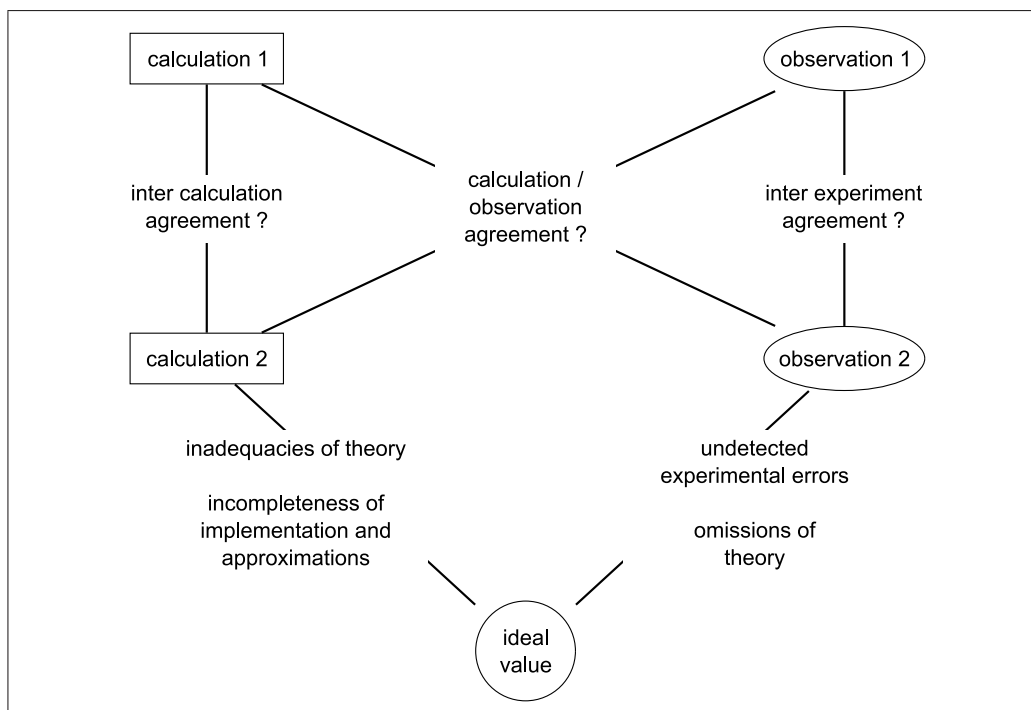 calculation 1
observation 1
inter calculation
agreement ?
calculation /
observation
agreement ?
inter experiment
agreement ?
calculation 2
observation 2
inadequacies of theory
incompleteness of
implementation and
approximations
undetected
experimental errors
omissions of
theory
ideal
value